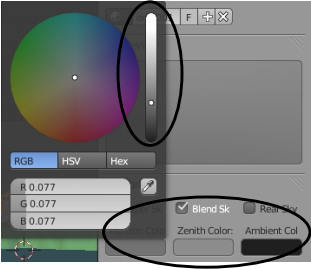 F
RGB HSV Hex
R 0.077
G 0.077
B 0.077
Blend Sk Real Sky
Zenith Color: Ambient Col